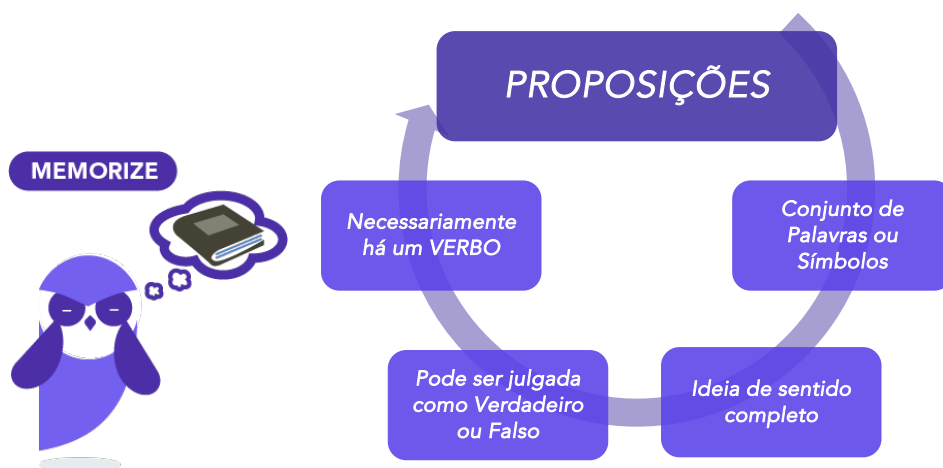 PROPOSIÇÕES
MEMORIZE
Conjunto de
Palavras ou
Símbolos
Ideia de sentido
completo
Pode ser julgada
como Verdadeiro
ou Falso
Necessariamente
há um VERBO